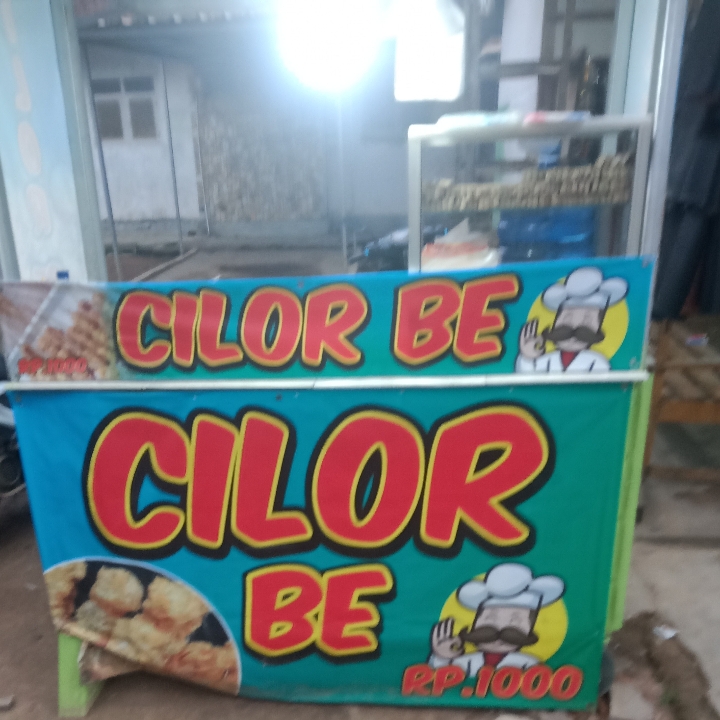 CILOR BE
RP.1000
CILOR
BE
RP.1000